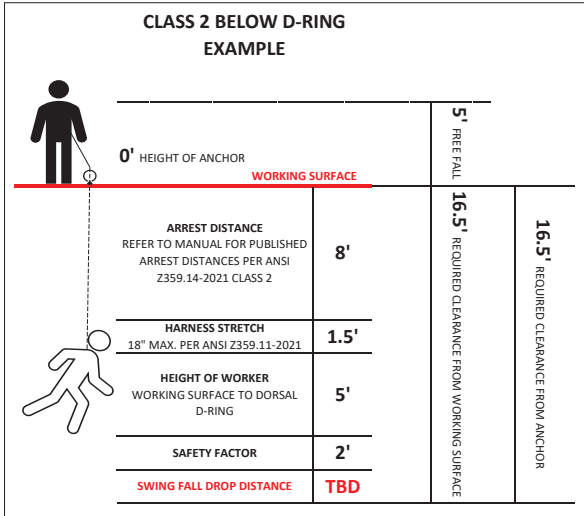 CLASS 2 BELOW D-RING
EXAMPLE
0' HEIGHT OF ANCHOR
WORKING SURFACE
5' FREE FALL
ARREST DISTANCE
REFER TO MANUAL FOR PUBLISHED
ARREST DISTANCES PER ANSI
Z359.14-2021 CLASS 2
8'
HARNESS STRETCH
18" MAX. PER ANSI Z359.11-2021
1.5'
HEIGHT OF WORKER
WORKING SURFACE TO DORSAL
D-RING
5'
SAFETY FACTOR
2'
SWING FALL DROP DISTANCE
TBD
16.5' REQUIRED CLEARANCE FROM WORKING SURFACE
16.5' REQUIRED CLEARANCE FROM ANCHOR